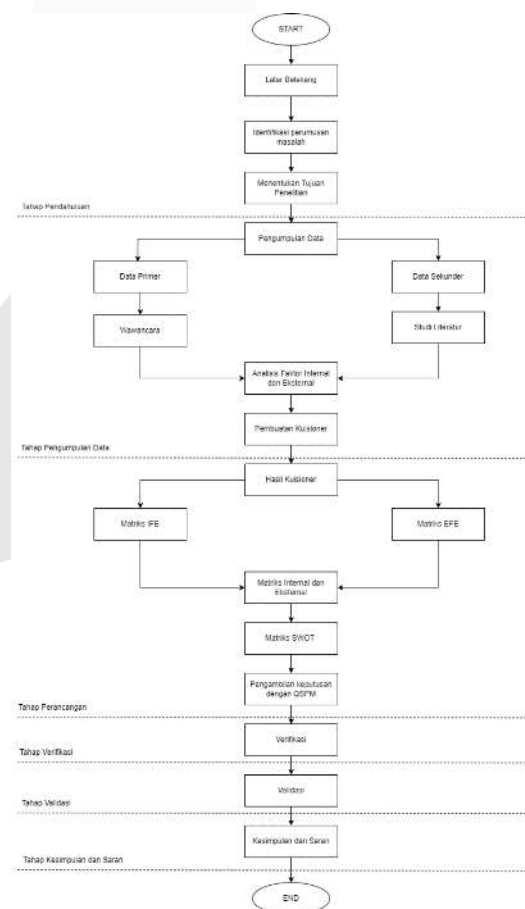 START
Latar Belakang
Identifikasi perumusan
masalah
Menentukan Tujuan
Penelitian
Tahap Pendahuluan
Pengumpulan Data
Data Primer
Data Sekunder
Wawancara
Studi Literatur
Analisis Faktor Internal
dan Eksternal
Pembuatan Kuisioner
Tahap Pengumpulan Data
Hasil Kuisioner
Matriks IFE
Matriks EFE
Matriks Internal dan
Eksternal
Matriks SWOT
Pengambilan keputusan
dengan QSPM
Tahap Perancangan
Verifikasi
Tahap Verifikasi
Validasi
Tahap Validasi
Kesimpulan dan Saran
Tahap Kesimpulan dan Saran
END